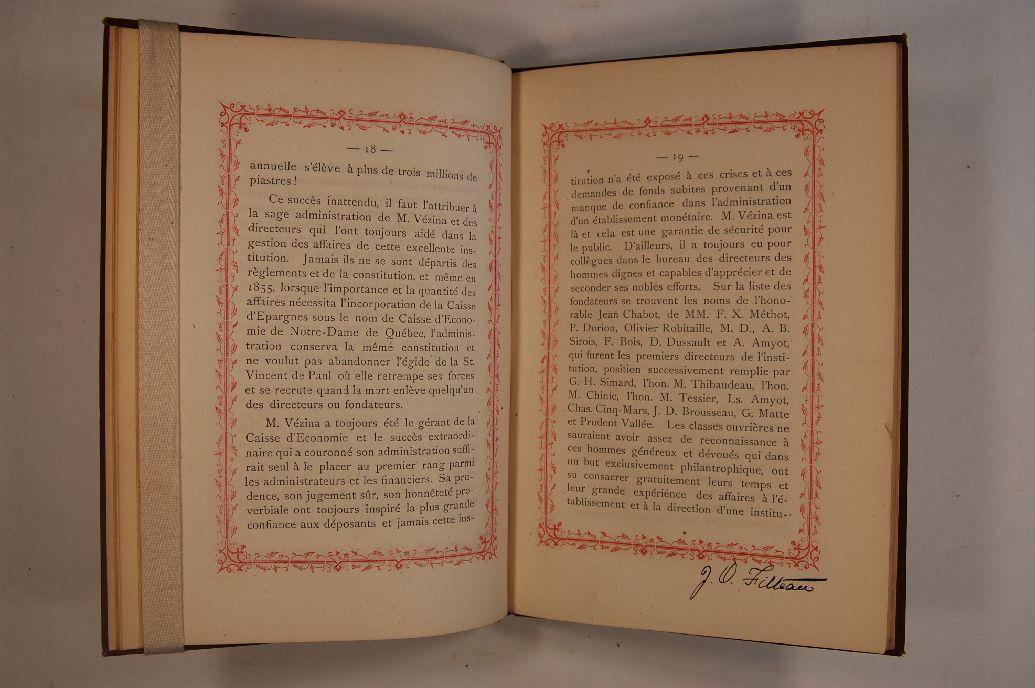 — 18 —
annuelle s'élève à plus de trois millions de
piastres !
Ce succès inattendu, il faut l'attribuer à
la sage administration de M. Vézina et des
directeurs qui l'ont toujours aidé dans la
gestion des affaires de cette excellente ins-
titution. Jamais ils ne se sont départis des
règlements et de la constitution, et même en
1855, lorsque l'importance et la quantité des
affaires nécessita l'incorporation de la Caisse
d'Epargnes sous le nom de Caisse d'Econo-
mie de Notre-Dame de Québec, l'adminis-
tration conserva la même constitution et
ne voulut pas abandonner l'égide de la St.
Vincent de Paul où elle retrempe ses forces
et se recrute quand la mort enlève quelqu'un
des directeurs ou fondateurs.
M. Vézina a toujours été le gérant de la
Caisse d'Economie et le succès extraordi-
naire qui a couronné son administration suffi-
rait seul à le placer au premier rang parmi
les administrateurs et les financiers. Sa pru-
dence, son jugement sûr, son honnêteté pro-
verbiale ont toujours inspiré la plus grande
confiance aux déposants et jamais cette ins-
— 19 —
titution n'a été exposé à ces crises et à ces
demandes de fonds subites provenant d'un
manque de confiance dans l'administration
d'un établissement monétaire. M. Vézina est
là et cela est une garantie de sécurité pour
le public. D'ailleurs, il a toujours eu pour
collègues dans le bureau des directeurs des
hommes dignes et capables d'apprécier et de
seconder ses nobles efforts. Sur la liste des
fondateurs se trouvent les noms de l'hono-
rable Jean Chabot, de MM. F. X. Méthot,
P. Dorion, Olivier Robitaille, M. D., A. B.
Sirois, F. Bois, D. Dussault et A. Amyot,
qui furent les premiers directeurs de l'insti-
tution, position successivement remplie par
G. H. Simard, l'hon. M. Thibaudeau, l'hon.
M. Chinic, l'hon. M. Tessier, Ls. Amyot,
Chas. Cinq-Mars, J. D. Brousseau, G. Matte
et Prudent Vallée. Les classes ouvrières ne
sauraient avoir assez de reconnaissance à
ces hommes généreux et dévoués qui dans
un but exclusivement philantrophique, ont
su consacrer gratuitement leurs temps et
leur grande expérience des affaires à l'é-
tablissement et à la direction d'une institu-
J. O. Filteau